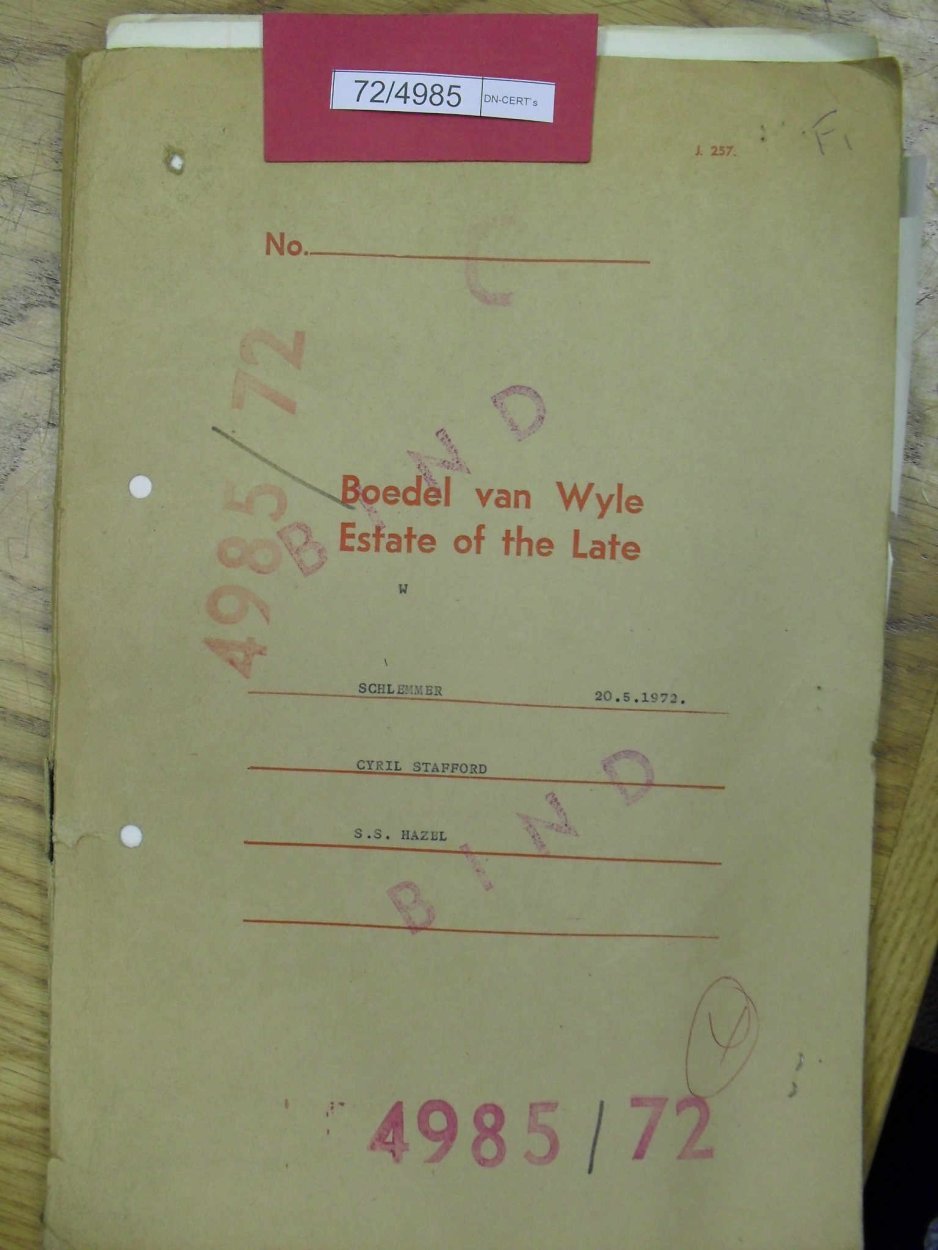 72/4985 DN-CERT's
J. 257.
No.
C
4985/72
BIND
Boedel van Wyle
Estate of the Late
W
SCHLEMMER 20.5.1972.
CYRIL STAFFORD
S.S. HAZEL
BIND
4985/72